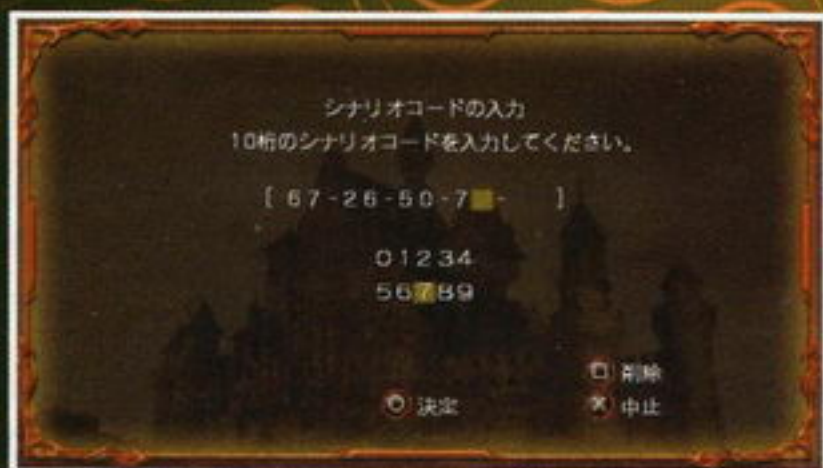 シナリオコードの入力
10桁のシナリオコードを入力してください。
[ 67-26-50-7 - ]
01234
56789
削除
決定
中止